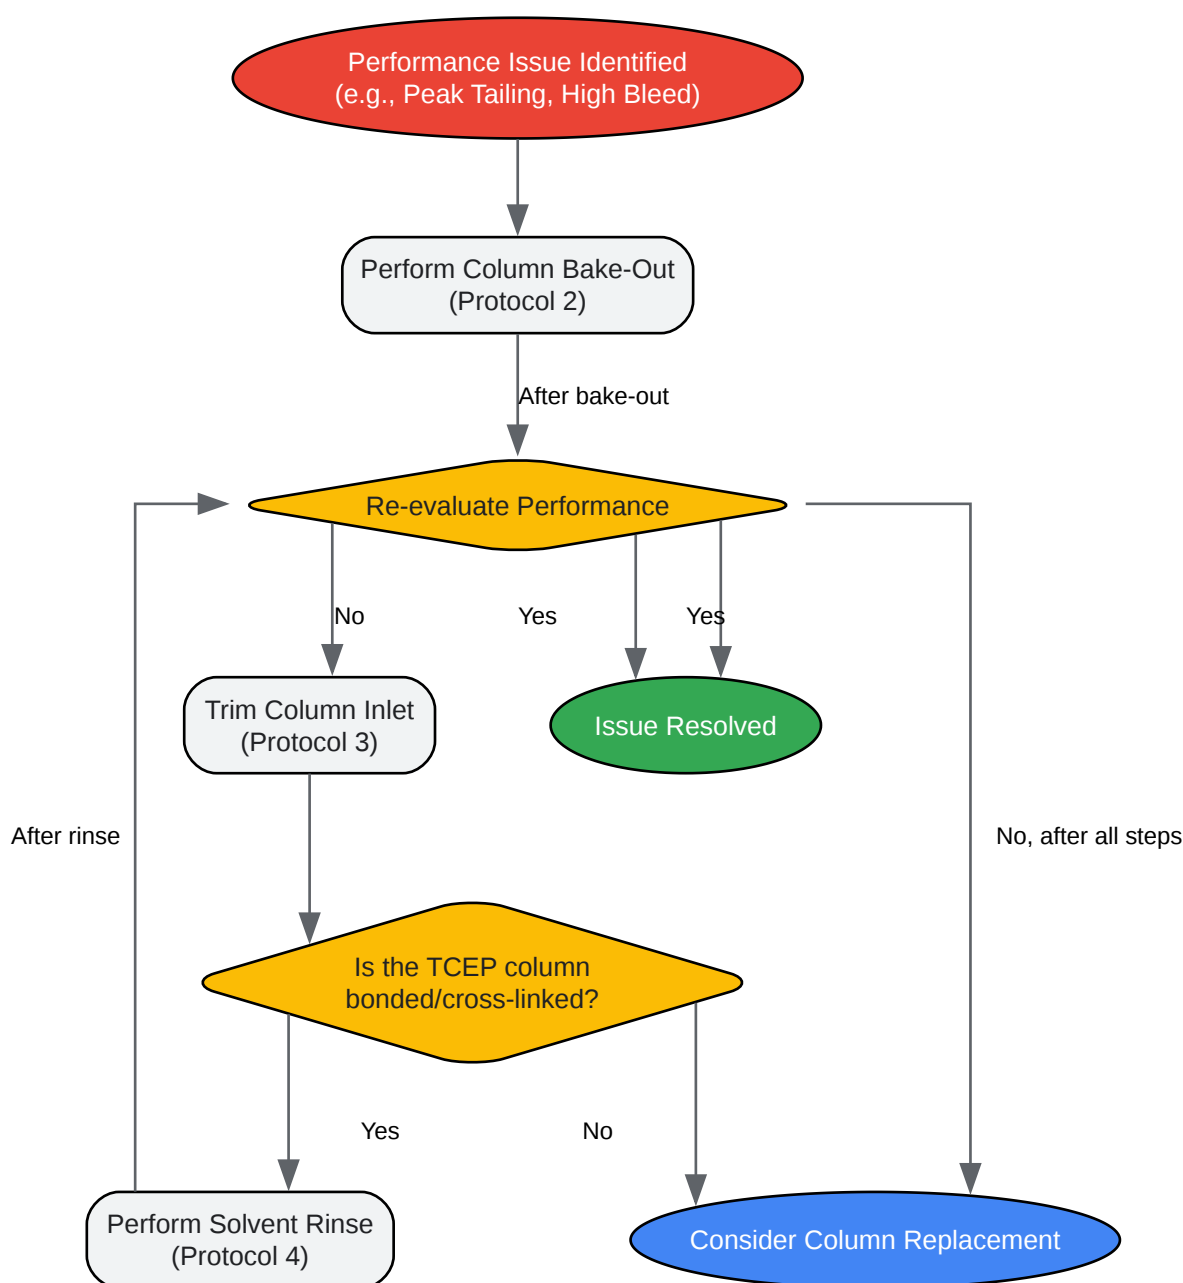 Performance Issue Identified
(e.g., Peak Tailing, High Bleed)
Perform Column Bake-Out
(Protocol 2)
After bake-out
Re-evaluate Performance
No
Yes
Yes
Trim Column Inlet
(Protocol 3)
Issue Resolved
After rinse
No, after all steps
Is the TCEP column
bonded/cross-linked?
Yes
No
Perform Solvent Rinse
(Protocol 4)
Consider Column Replacement